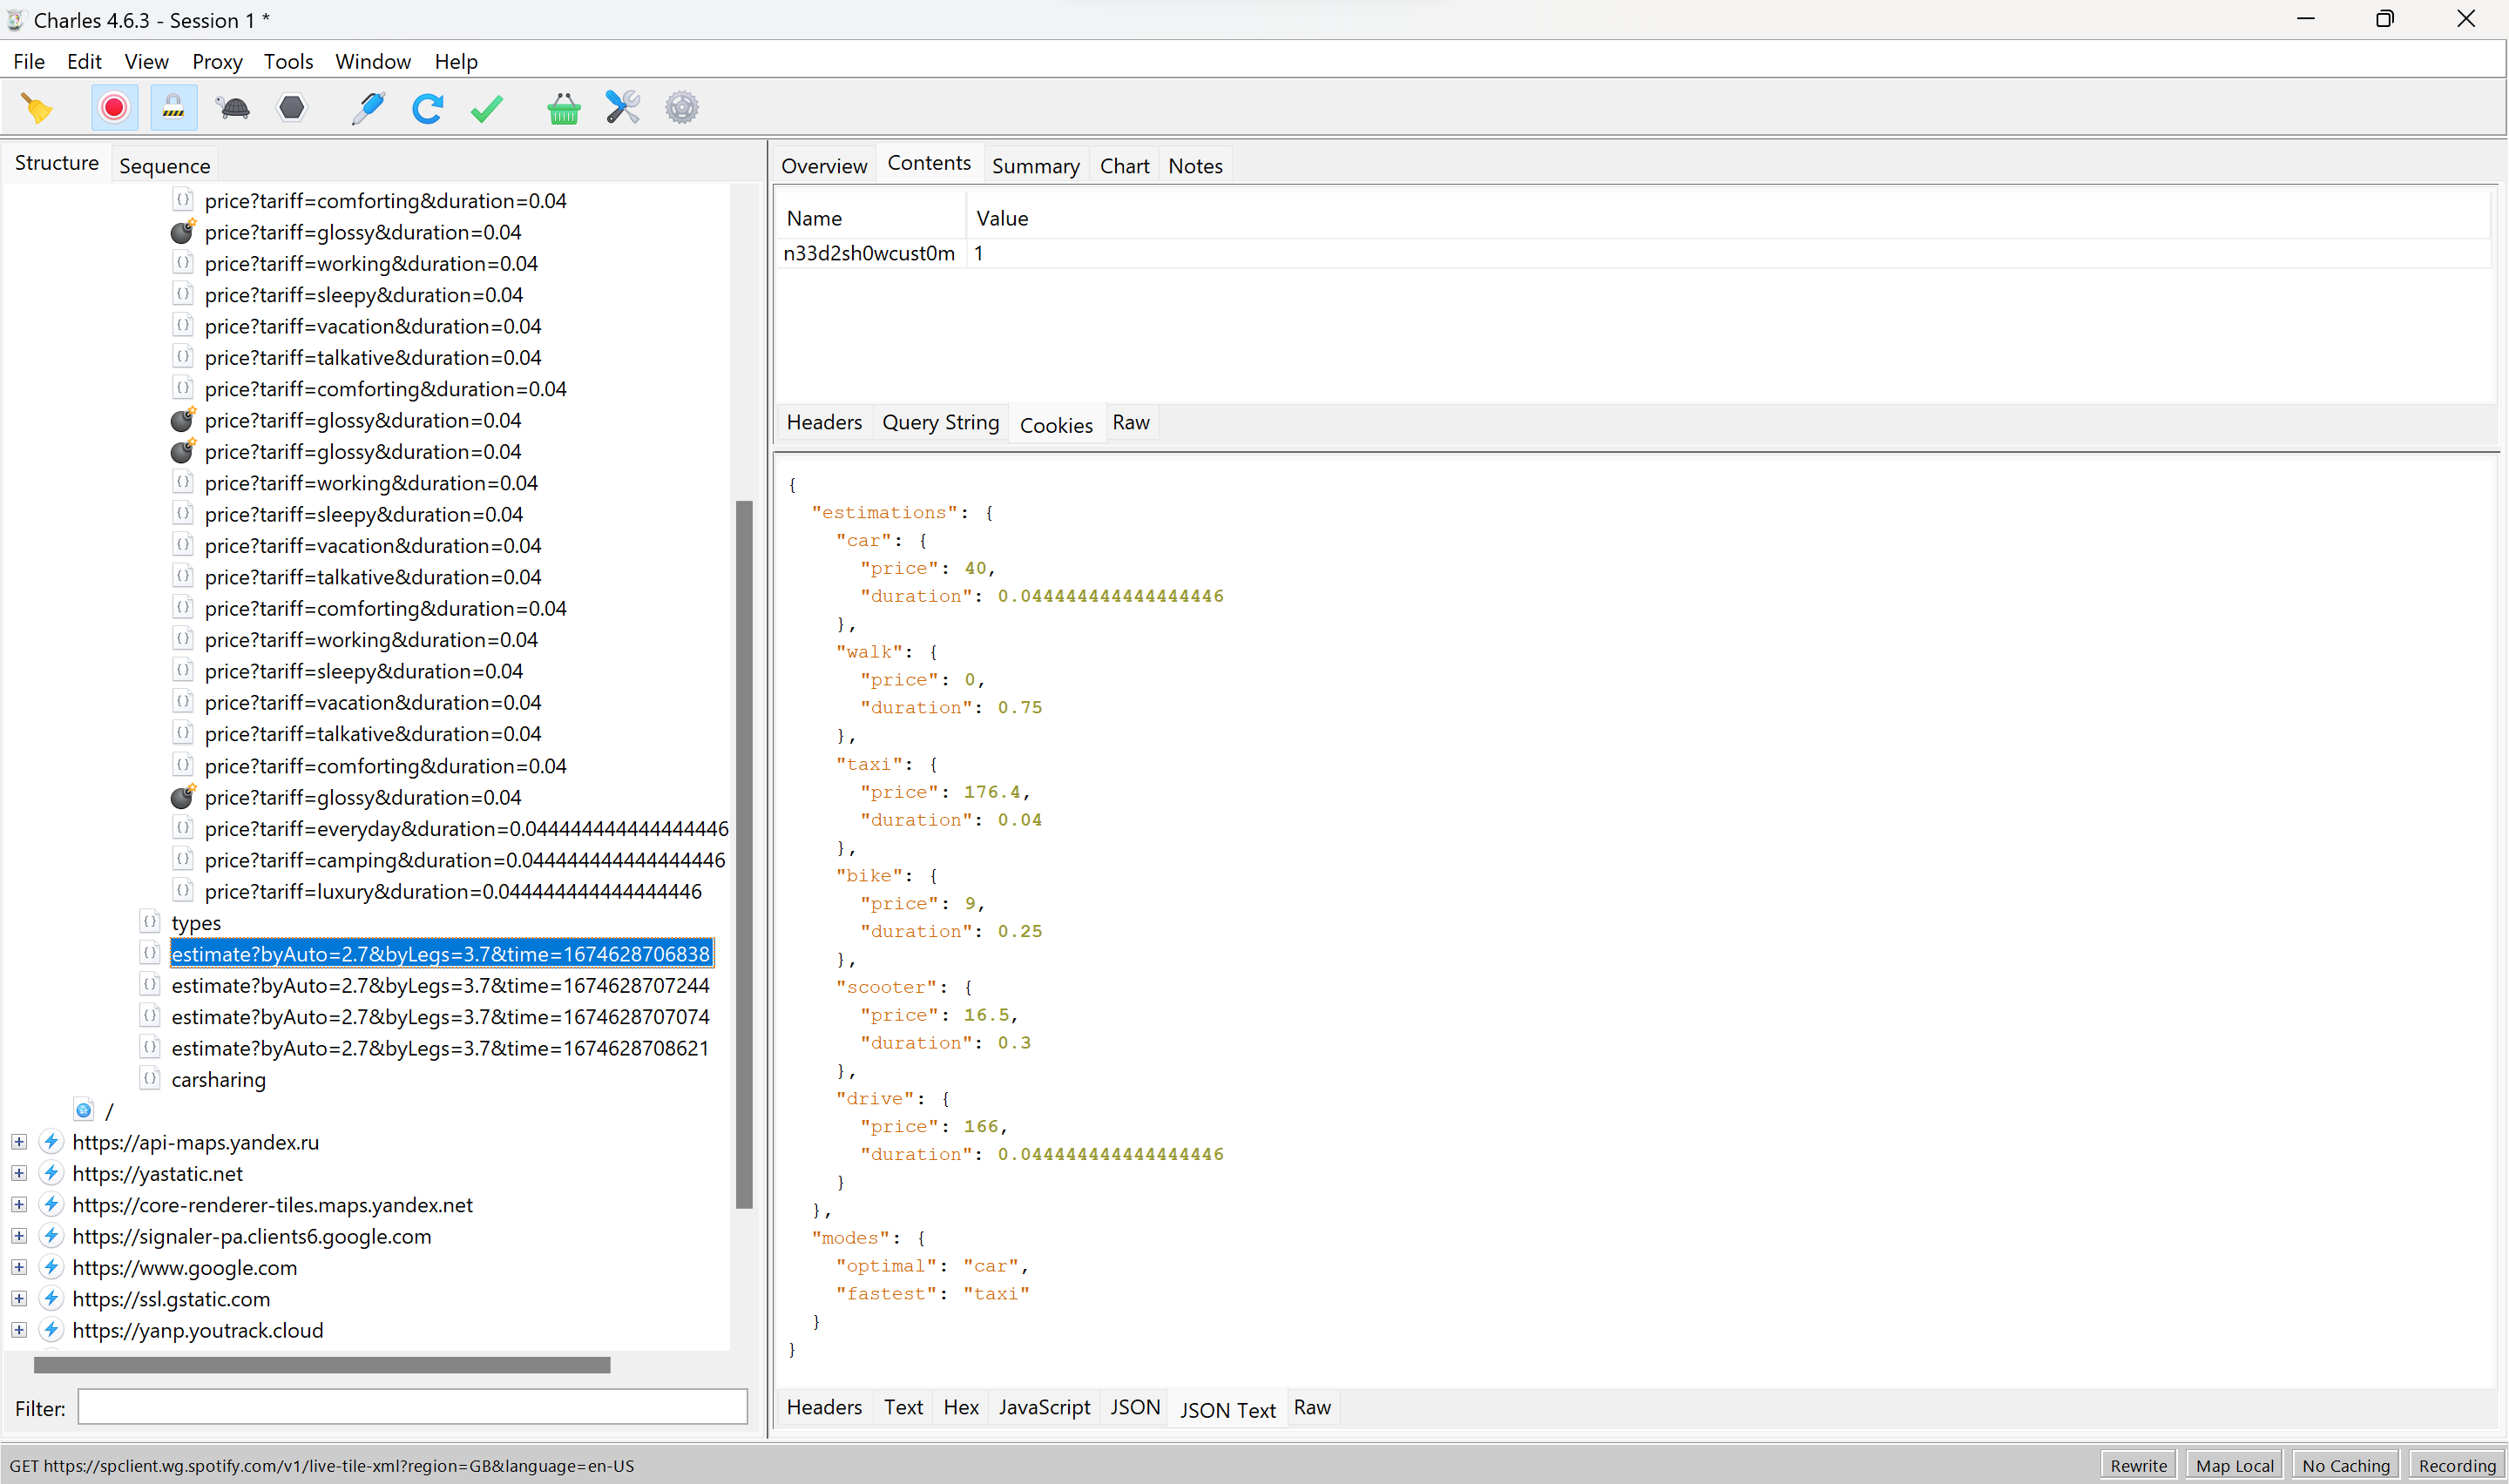 Charles 4.6.3 - Session 1 *
File Edit View Proxy Tools Window Help
Structure Sequence
price?tariff=comforting&duration=0.04
price?tariff=glossy&duration=0.04
price?tariff=working&duration=0.04
price?tariff=sleepy&duration=0.04
price?tariff=vacation&duration=0.04
price?tariff=talkative&duration=0.04
price?tariff=comforting&duration=0.04
price?tariff=glossy&duration=0.04
price?tariff=glossy&duration=0.04
price?tariff=working&duration=0.04
price?tariff=sleepy&duration=0.04
price?tariff=vacation&duration=0.04
price?tariff=talkative&duration=0.04
price?tariff=comforting&duration=0.04
price?tariff=working&duration=0.04
price?tariff=sleepy&duration=0.04
price?tariff=vacation&duration=0.04
price?tariff=talkative&duration=0.04
price?tariff=comforting&duration=0.04
price?tariff=glossy&duration=0.04
price?tariff=everyday&duration=0.044444444444444446
price?tariff=camping&duration=0.044444444444444446
price?tariff=luxury&duration=0.044444444444444446
types
estimate?byAuto=2.7&byLegs=3.7&time=1674628706838
estimate?byAuto=2.7&byLegs=3.7&time=1674628707244
estimate?byAuto=2.7&byLegs=3.7&time=1674628707074
estimate?byAuto=2.7&byLegs=3.7&time=1674628708621
carsharing
/
https://api-maps.yandex.ru
https://yastatic.net
https://core-renderer-tiles.maps.yandex.net
https://signaler-pa.clients6.google.com
https://www.google.com
https://ssl.gstatic.com
https://yanp.youtrack.cloud
Filter:
Overview Contents Summary Chart Notes
Name Value
n33d2sh0wcust0m 1
Headers Query String Cookies Raw
{
"estimations": {
"car": {
"price": 40,
"duration": 0.044444444444444446
},
"walk": {
"price": 0,
"duration": 0.75
},
"taxi": {
"price": 176.4,
"duration": 0.04
},
"bike": {
"price": 9,
"duration": 0.25
},
"scooter": {
"price": 16.5,
"duration": 0.3
},
"drive": {
"price": 166,
"duration": 0.044444444444444446
}
},
"modes": {
"optimal": "car",
"fastest": "taxi"
}
}
Headers Text Hex JavaScript JSON JSON Text Raw
GET https://spclient.wg.spotify.com/v1/live-tile-xml?region=GB&language=en-US
Rewrite Map Local No Caching Recording